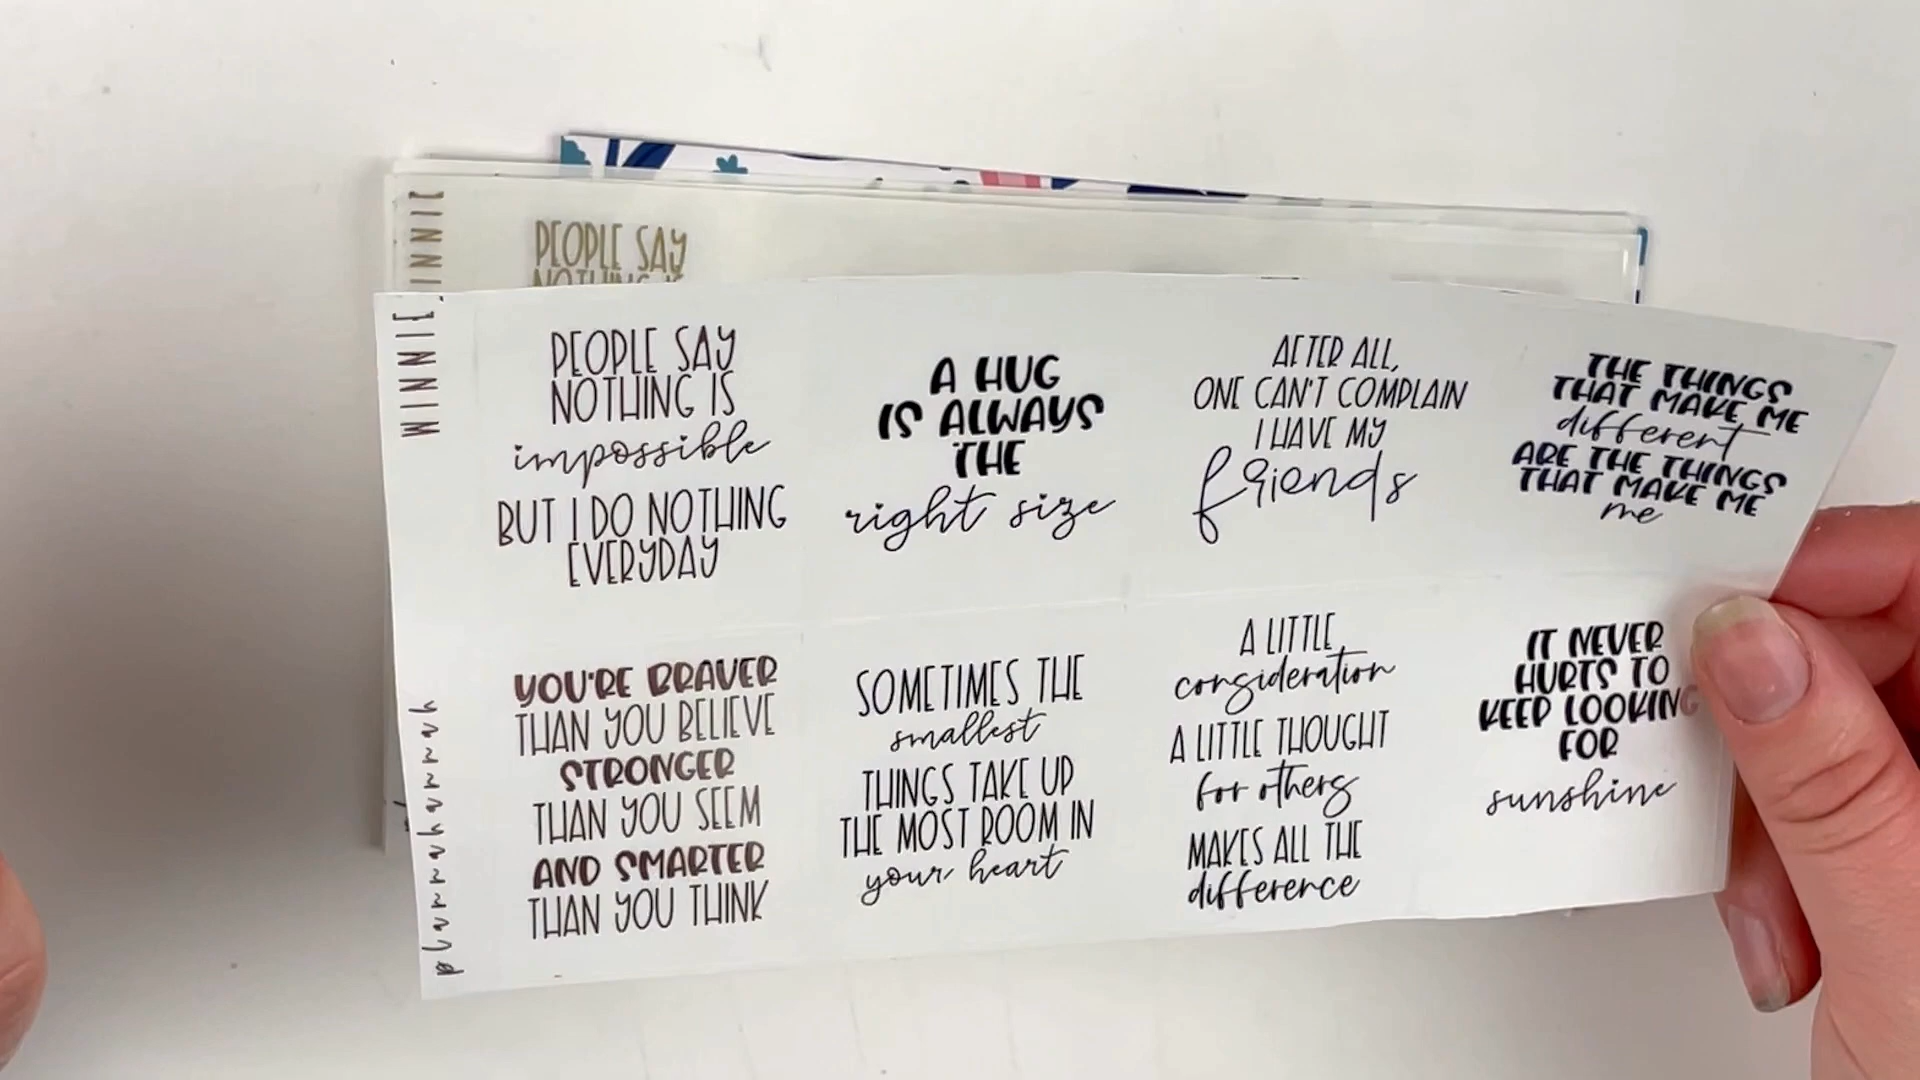 WINNIE
PEOPLE SAY
NOTHING IS
WINNIE
PEOPLE SAY
NOTHING IS
impossible
BUT I DO NOTHING
EVERYDAY
A HUG
IS ALWAYS
THE
right size
AFTER ALL,
ONE CAN'T COMPLAIN
I HAVE MY
friends
THE THINGS
THAT MAKE ME
different
ARE THE THINGS
THAT MAKE ME
me
YOU'RE BRAVER
THAN YOU BELIEVE
STRONGER
THAN YOU SEEM
AND SMARTER
THAN YOU THINK
SOMETIMES THE
smallest
THINGS TAKE UP
THE MOST ROOM IN
your heart
A LITTLE
consideration
A LITTLE THOUGHT
for others
MAKES ALL THE
difference
IT NEVER
HURTS TO
KEEP LOOKING
FOR
sunshine
plannahannah